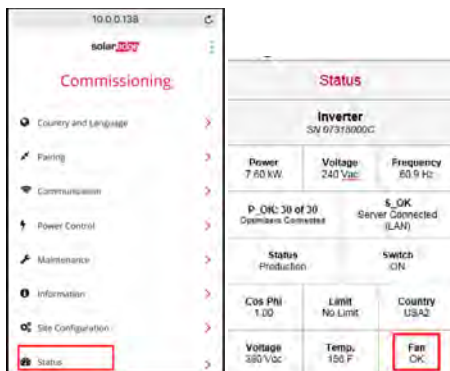 10.0.0.138
solaredge
Commissioning
Country and Language
Pairing
Communication
Power Control
Maintenance
Information
Site Configuration
Status
Status
Inverter
SN 07318000C
Power
7.60 kW
Voltage
240 Vac
Frequency
60.9 Hz
P_OK: 30 of 30
Optimizers Connected
S_OK
Server Connected
(LAN)
Status
Production
Switch
ON
Cos Phi
1.00
Limit
No Limit
Country
USA2
Voltage
380 Vdc
Temp.
156 F
Fan
OK